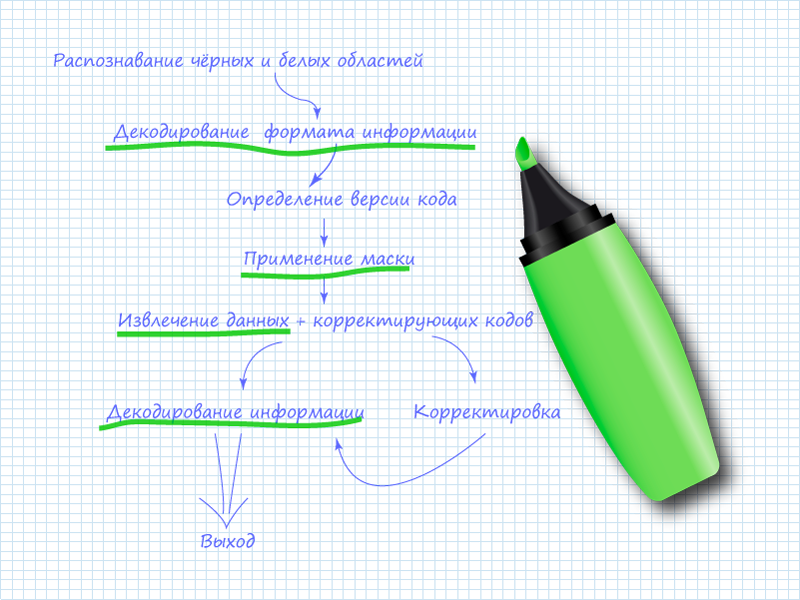 Распознавание чёрных и белых областей
Декодирование формата информации
Определение версии кода
Применение маски
Извлечение данных + корректирующих кодов
Декодирование информации
Корректировка
Выход